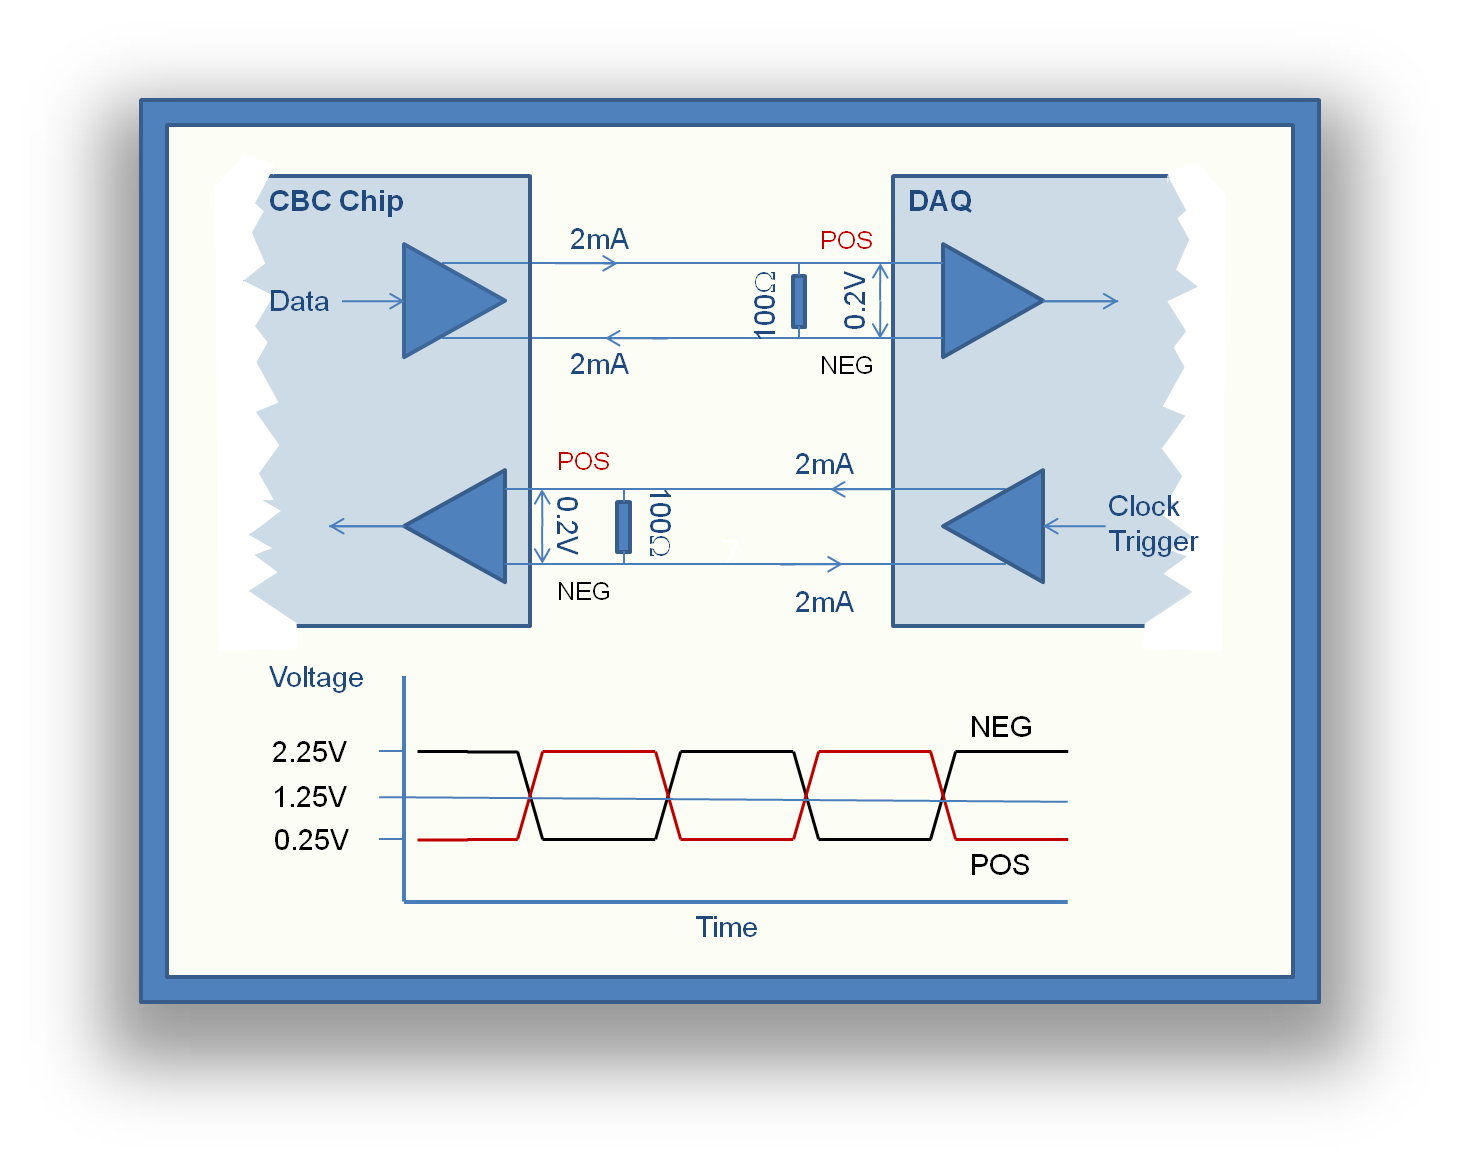 CBC Chip
DAQ
2mA
POS
Data
100Ω
0.2V
2mA
NEG
POS
2mA
0.2V
100Ω
Clock
Trigger
7
NEG
2mA
Voltage
NEG
2.25V
1.25V
0.25V
POS
Time